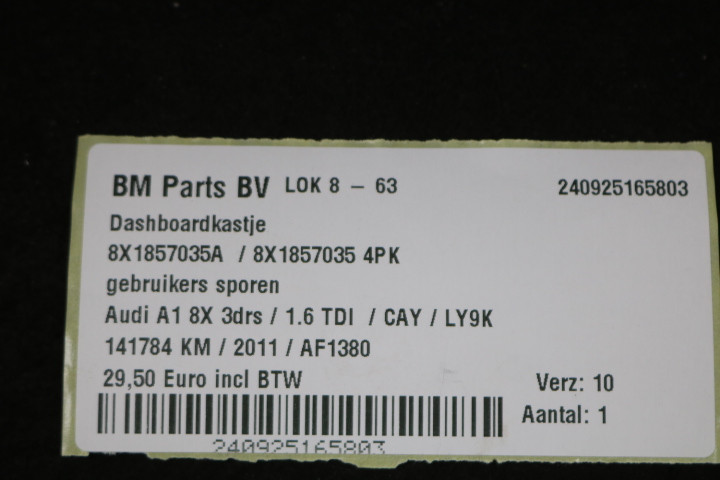 BM Parts BV LOK 8 – 63 240925165803
Dashboardkastje
8X1857035A / 8X1857035 4PK
gebruikers sporen
Audi A1 8X 3drs / 1.6 TDI / CAY / LY9K
141784 KM / 2011 / AF1380
29,50 Euro incl BTW Verz: 10
Aantal: 1
240925165803